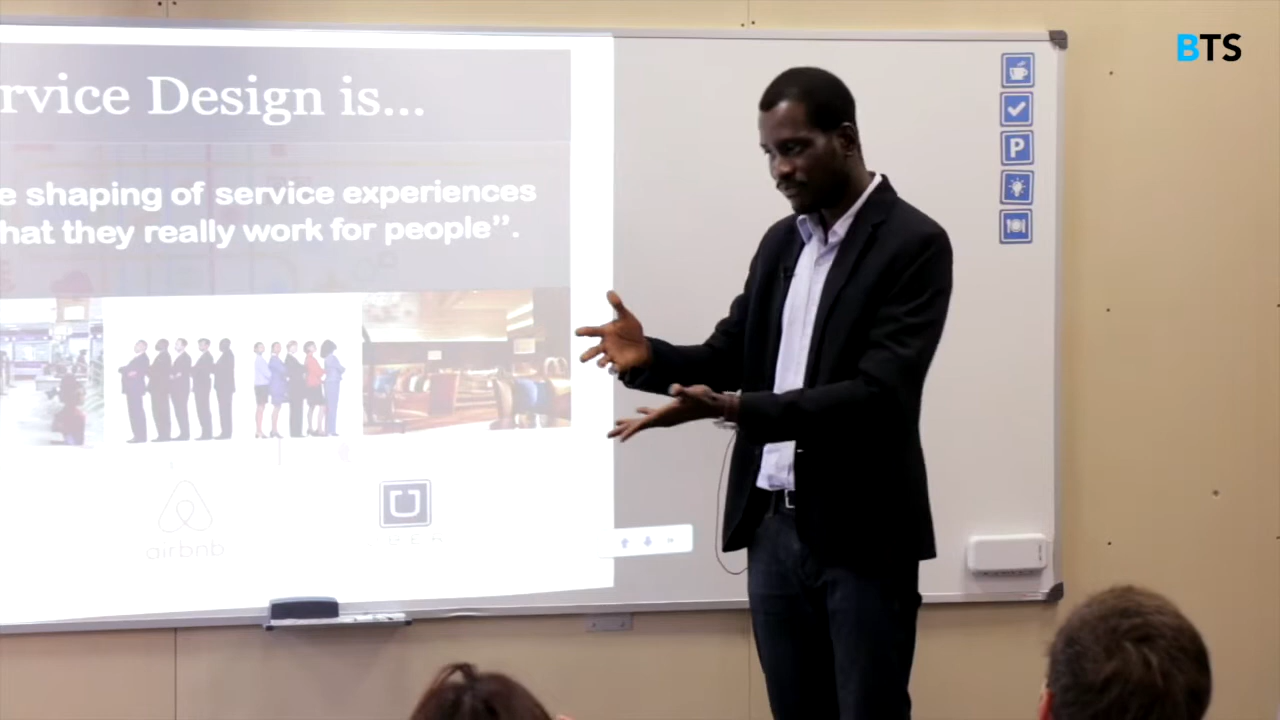 BTS
rvice Design is...
e shaping of service experiences
hat they really work for people”.
P
airbnb